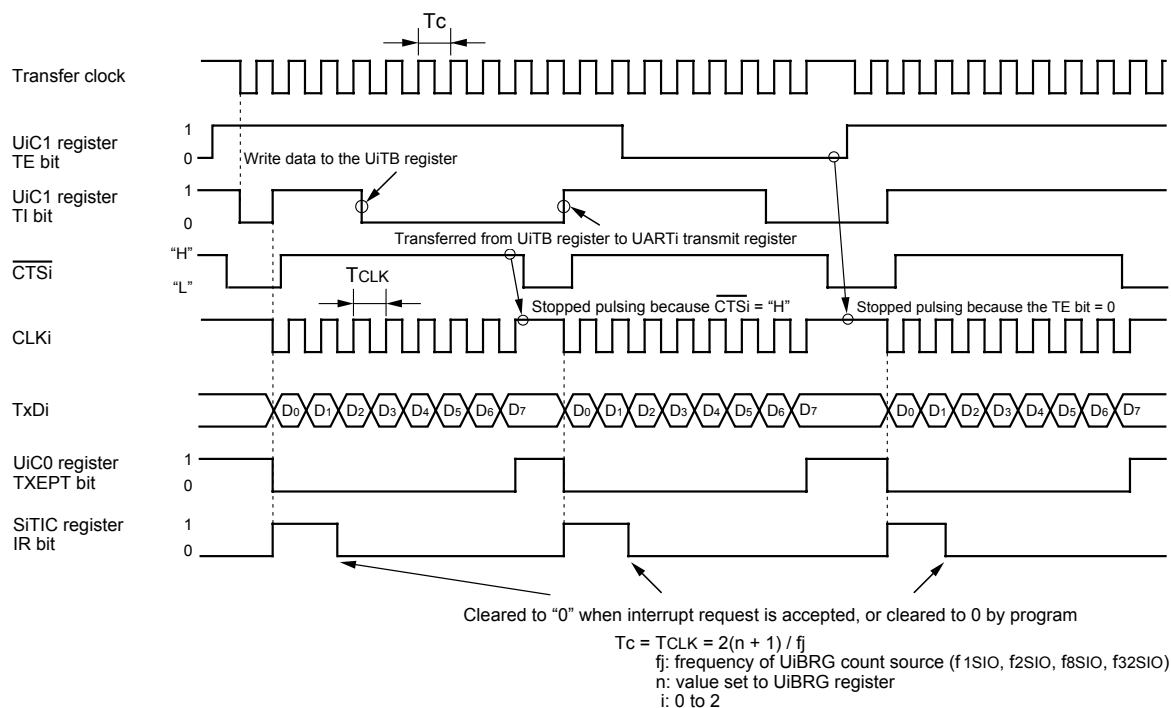 Tc
Transfer clock
UiC1 register
TE bit
1
0
Write data to the UiTB register
UiC1 register
TI bit
1
0
Transferred from UiTB register to UARTi transmit register
CTSi
“H”
“L”
TCLK
Stopped pulsing because CTSi = “H”
Stopped pulsing because the TE bit = 0
CLKi
TxDi
D0 D1 D2 D3 D4 D5 D6 D7 D0 D1 D2 D3 D4 D5 D6 D7 D0 D1 D2 D3 D4 D5 D6 D7
UiC0 register
TXEPT bit
1
0
SiTIC register
IR bit
1
0
Cleared to “0” when interrupt request is accepted, or cleared to 0 by program
Tc = TCLK = 2(n + 1) / fj
fj: frequency of UiBRG count source (f1SIO, f2SIO, f8SIO, f32SIO)
n: value set to UiBRG register
i: 0 to 2